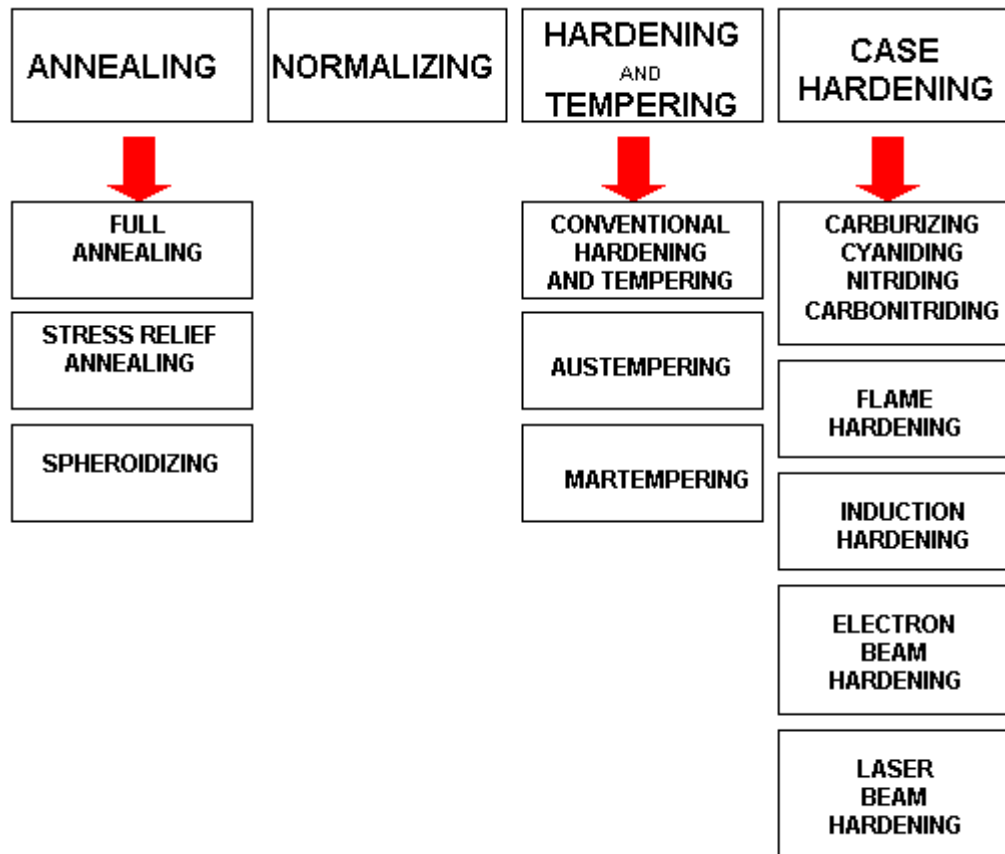 ANNEALING
NORMALIZING
HARDENING
AND
TEMPERING
CASE
HARDENING
FULL
ANNEALING
STRESS RELIEF
ANNEALING
SPHEROIDIZING
CONVENTIONAL
HARDENING
AND TEMPERING
AUSTEMPERING
MARTEMPERING
CARBURIZING
CYANIDING
NITRIDING
CARBONITRIDING
FLAME
HARDENING
INDUCTION
HARDENING
ELECTRON
BEAM
HARDENING
LASER
BEAM
HARDENING